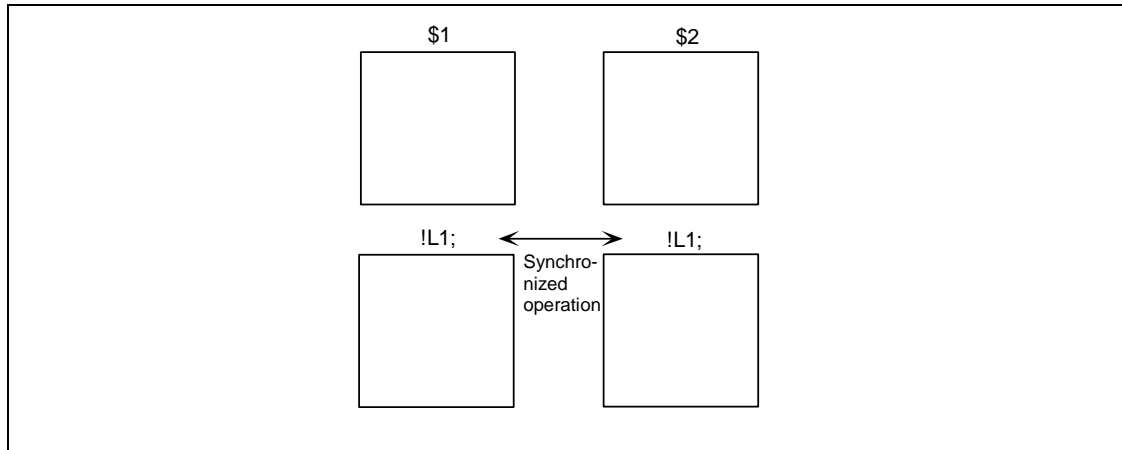 $1
$2
!L1;
!L1;
Synchro-
nized
operation